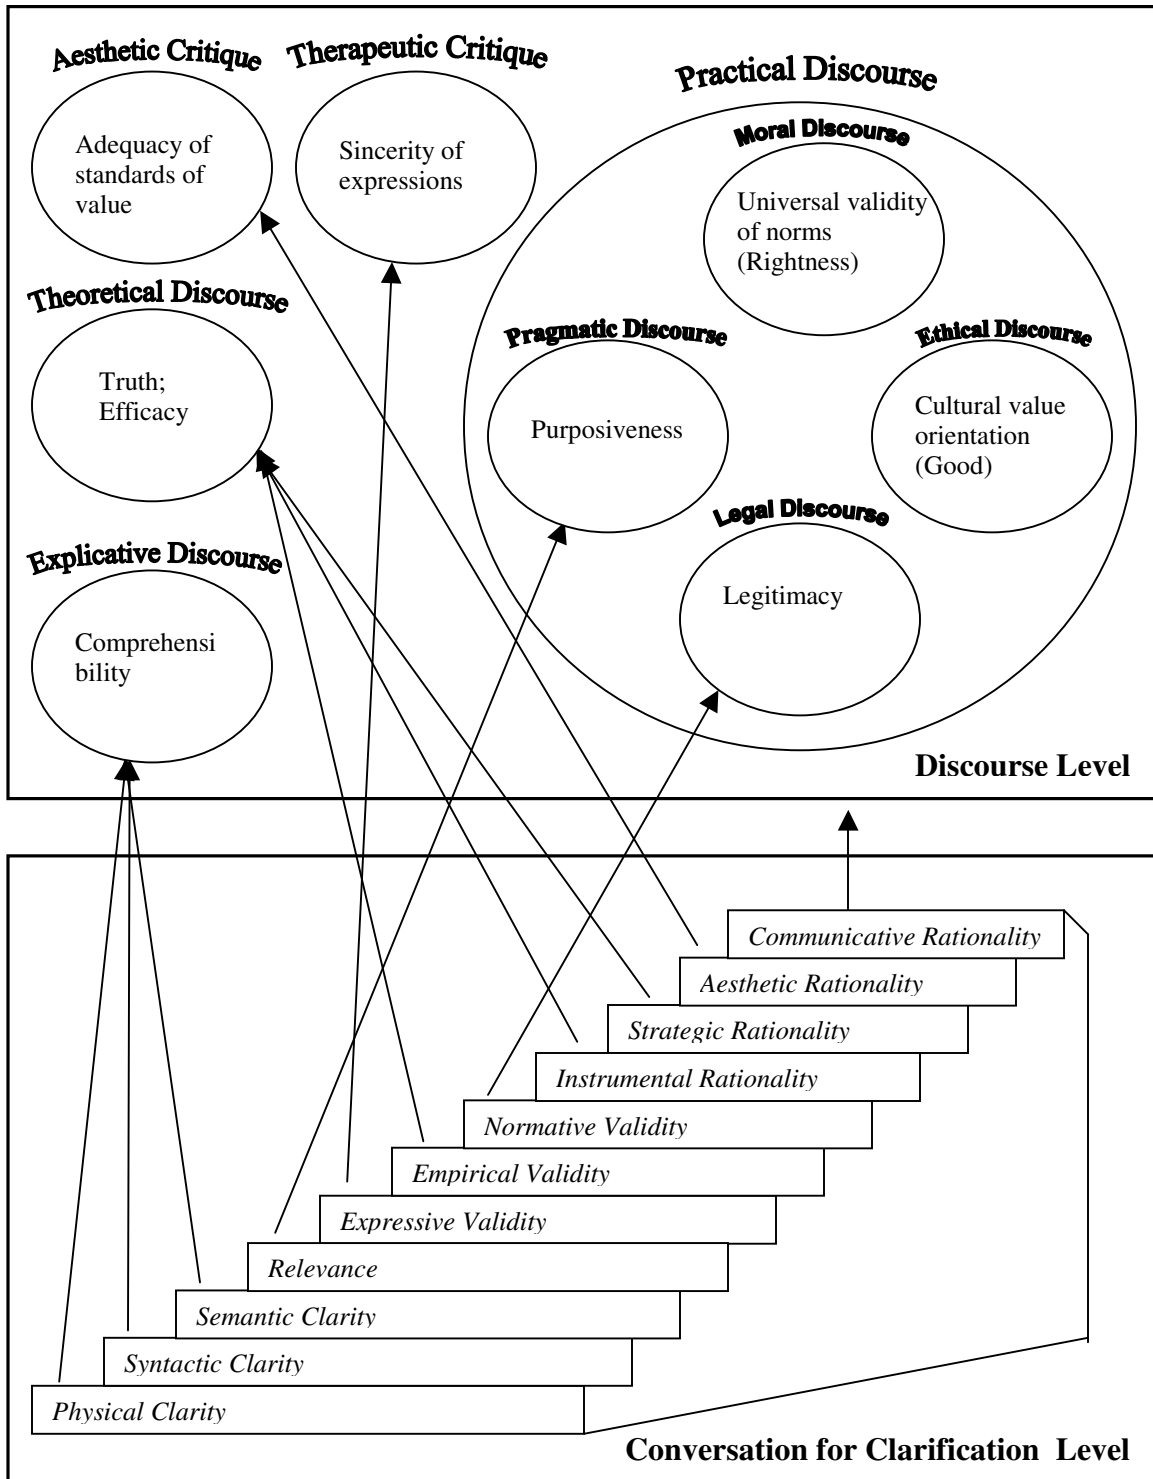 Aesthetic Critique
Therapeutic Critique
Practical Discourse
Adequacy of
standards of
value
Sincerity of
expressions
Moral Discourse
Universal validity
of norms
(Rightness)
Theoretical Discourse
Truth;
Efficacy
Pragmatic Discourse
Purposiveness
Ethical Discourse
Cultural value
orientation
(Good)
Legal Discourse
Legitimacy
Explicative Discourse
Comprehensi
bility
Discourse Level
Communicative Rationality
Aesthetic Rationality
Strategic Rationality
Instrumental Rationality
Normative Validity
Empirical Validity
Expressive Validity
Relevance
Semantic Clarity
Syntactic Clarity
Physical Clarity
Conversation for Clarification Level